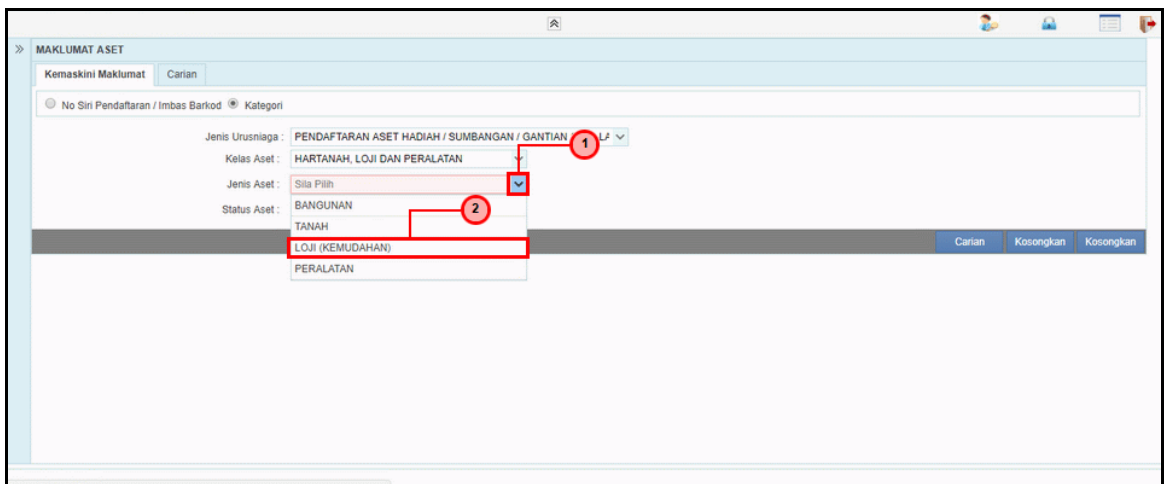 MAKLUMAT ASET
Kemaskini Maklumat Carian
No Siri Pendaftaran / Imbas Barkod Kategori
Jenis Urusniaga : PENDAFTARAN ASET HADIAH / SUMBANGAN / GANTIAN
1
Kelas Aset : HARTANAH, LOJI DAN PERALATAN
Jenis Aset : Sila Pilih
Status Aset : BANGUNAN
2
TANAH
LOJI (KEMUDAHAN)
Carian Kosongkan Kosongkan
PERALATAN